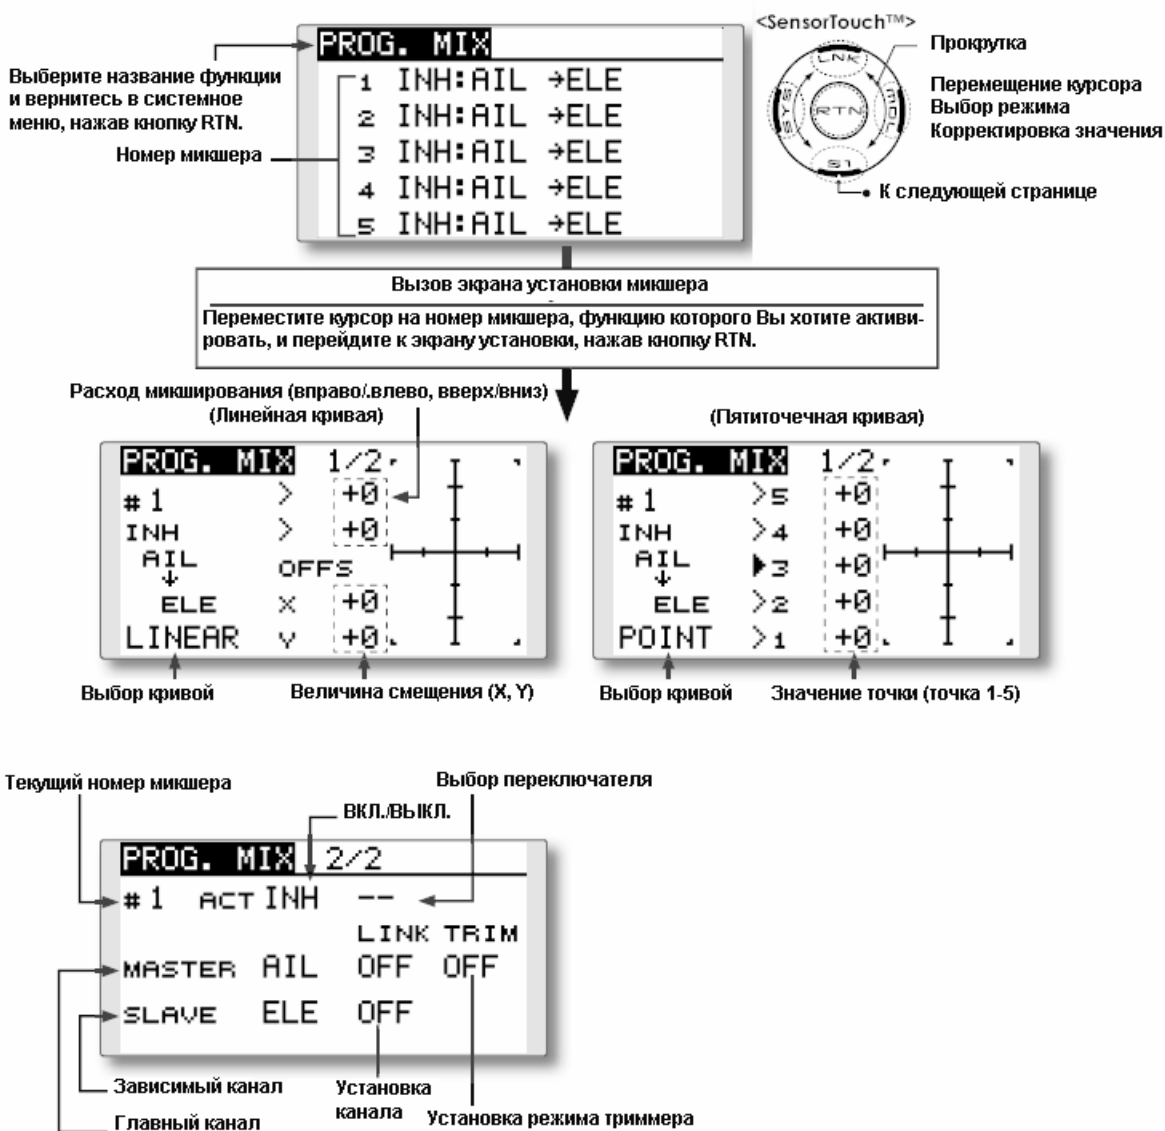 <SensorTouch™>
PROG. MIX
Выберите название функции
и вернитесь в системное
меню, нажав кнопку RTN.
Номер микшера
1 INH:AIL →ELE
2 INH:AIL →ELE
3 INH:AIL →ELE
4 INH:AIL →ELE
5 INH:AIL →ELE
LNK
SYS
RTN
MDL
S1
Прокрутка
Перемещение курсора
Выбор режима
Корректировка значения
К следующей странице
Вызов экрана установки микшера
Переместите курсор на номер микшера, функцию которого Вы хотите активи-
ровать, и перейдите к экрану установки, нажав кнопку RTN.
Расход микширования (вправо/.влево, вверх/вниз)
(Линейная кривая)
PROG. MIX 1/2
#1 > +0
INH > +0
AIL OFFS
↓
ELE X +0
LINEAR Y +0
Выбор кривой
Величина смещения (X, Y)
(Пятиточечная кривая)
PROG. MIX 1/2
#1 >5 +0
INH >4 +0
AIL ▶3 +0
↓
ELE >2 +0
POINT >1 +0
Выбор кривой
Значение точки (точка 1-5)
Текущий номер микшера
Выбор переключателя
ВКЛ./ВЫКЛ.
PROG. MIX 2/2
#1 ACT INH --
LINK TRIM
MASTER AIL OFF OFF
SLAVE ELE OFF
Зависимый канал
Главный канал
Установка
канала
Установка режима триммера